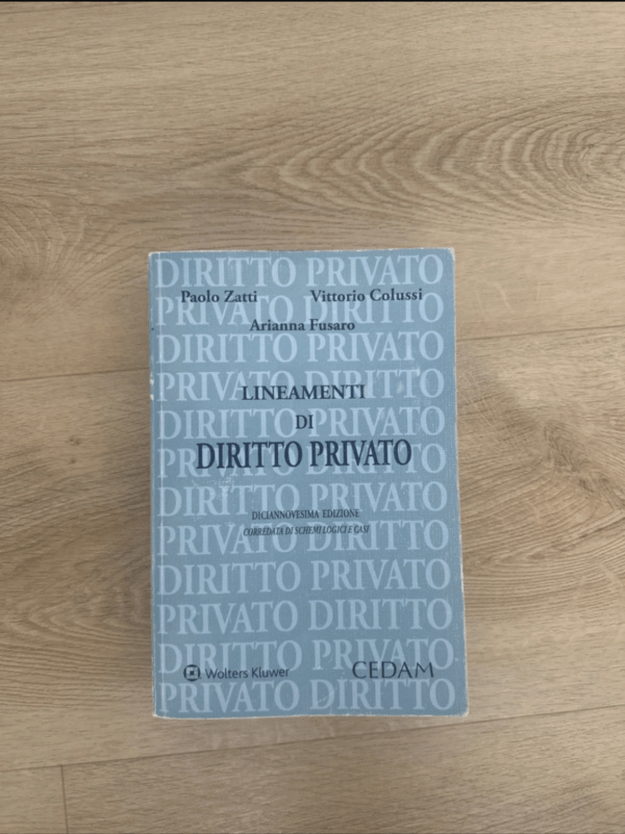 DIRITTO PRIVATO
Paolo Zatti Vittorio Colussi
PRIVATO DIRITTO
Arianna Fusaro
DIRITTO PRIVATO
PRIVATO DIRITTO
LINEAMENTI
DIRITTO PRIVATO
DI
PRIVATO DIRITTO
DIRITTO PRIVATO
DIRITTO PRIVATO
DICIANNOVESIMA EDIZIONE
CORREDATA DI SCHEMI LOGICI E CASI
PRIVATO DIRITTO
DIRITTO PRIVATO
PRIVATO DIRITTO
DIRITTO PRIVATO
Wolters Kluwer CEDAM
PRIVATO DIRITTO